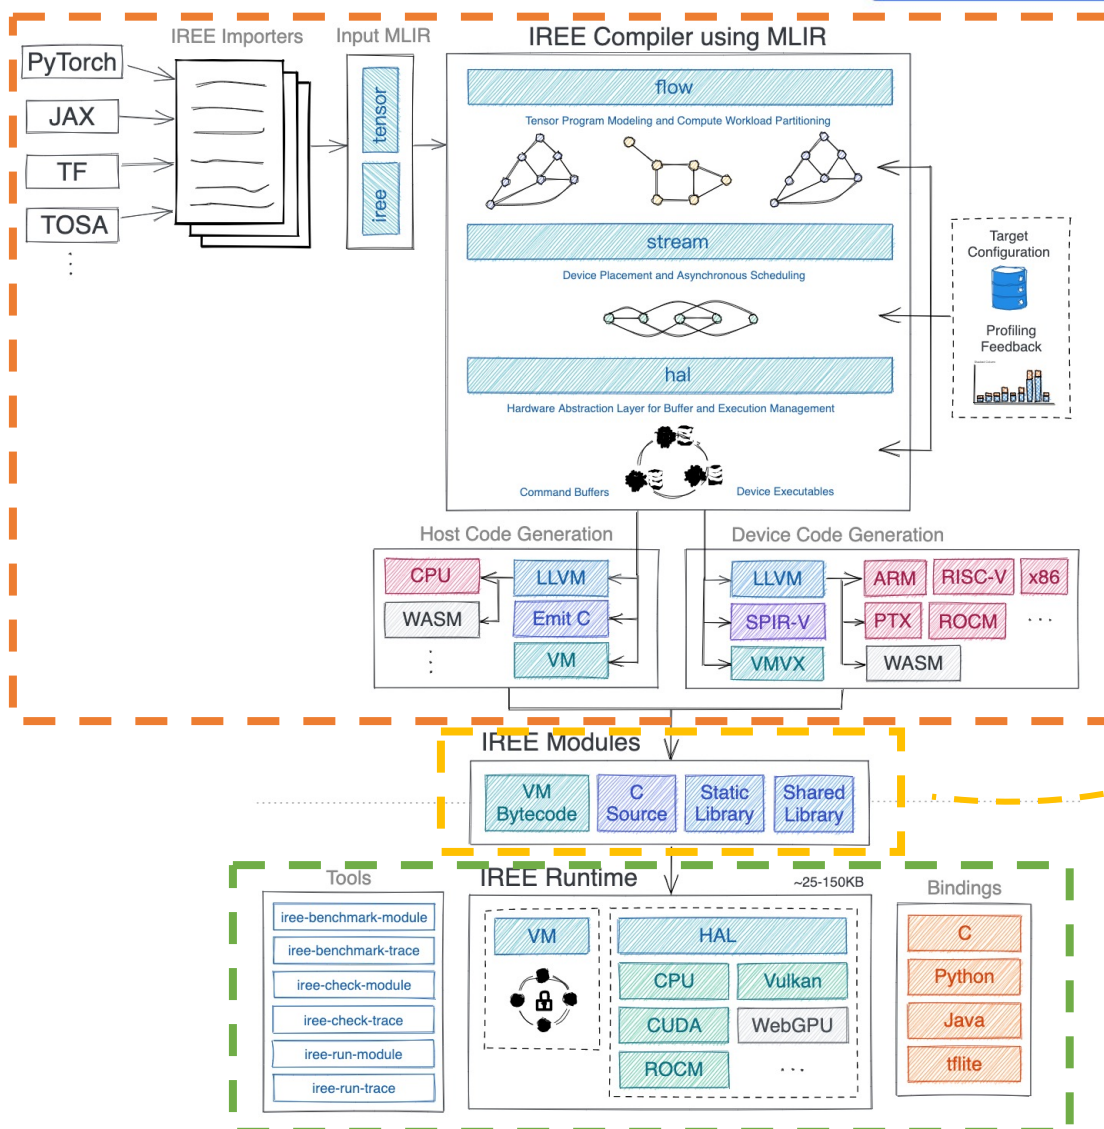 IREE Importers
Input MLIR
IREE Compiler using MLIR
PyTorch
JAX
TF
TOSA
tensor
iree
flow
Tensor Program Modeling and Compute Workload Partitioning
stream
Device Placement and Asynchronous Scheduling
hal
Hardware Abstraction Layer for Buffer and Execution Management
Command Buffers
Device Executables
Target
Configuration
Profiling
Feedback
Host Code Generation
CPU
LLVM
WASM
Emit C
VM
Device Code Generation
LLVM
ARM
RISC-V
x86
SPIR-V
PTX
ROCM
...
VMVX
WASM
IREE Modules
VM
Bytecode
C
Source
Static
Library
Shared
Library
Tools
iree-benchmark-module
iree-benchmark-trace
iree-check-module
iree-check-trace
iree-run-module
iree-run-trace
IREE Runtime
~25-150KB
VM
HAL
CPU
Vulkan
CUDA
WebGPU
ROCM
...
Bindings
C
Python
Java
tflite